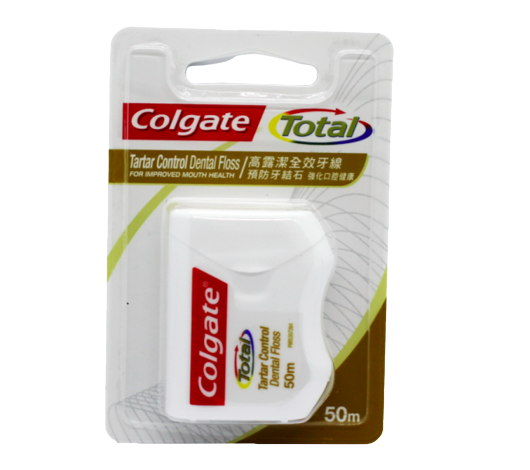 Colgate
Total
Tartar Control Dental Floss
FOR IMPROVED MOUTH HEALTH
高露潔全效牙線
預防牙結石 強化口腔健康
Colgate®
Total
Tartar Control
Dental Floss
50m
50m